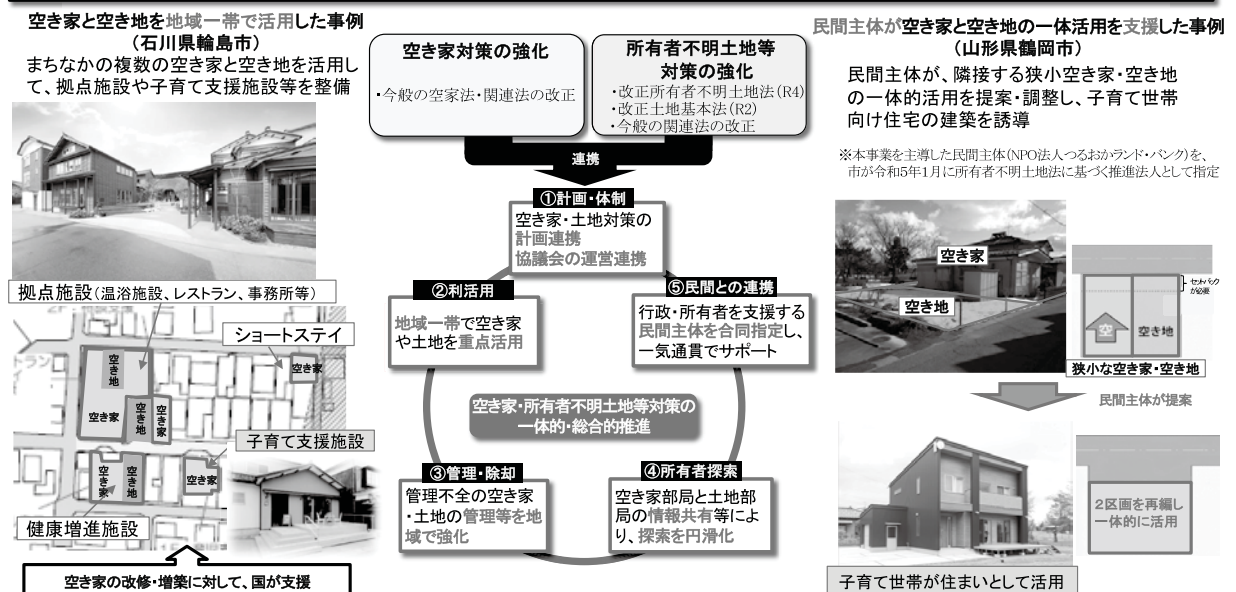 空き家と空き地を地域一帯で活用した事例
（石川県輪島市）
まちなかの複数の空き家と空き地を活用し
て、拠点施設や子育て支援施設等を整備
拠点施設（温浴施設、レストラン、事務所等）
ショートステイ
トラン
空き地
空き家
空き家
空き地
空き家
子育て支援施設
空き家
空き地
空き家
健康増進施設
空き家の改修・増築に対して、国が支援
空き家対策の強化
・今般の空家法・関連法の改正
所有者不明土地等
対策の強化
・改正所有者不明土地法（R4）
・改正土地基本法（R2）
・今般の関連法の改正
連携
①計画・体制
空き家・土地対策の
計画連携
協議会の運営連携
②利活用
地域一帯で空き家
や土地を重点活用
⑤民間との連携
行政・所有者を支援する
民間主体を合同指定し、
一気通貫でサポート
空き家・所有者不明土地等対策の
一体的・総合的推進
③管理・除却
管理不全の空き家
・土地の管理等を地
域で強化
④所有者探索
空き家部局と土地部
局の情報共有等によ
り、探索を円滑化
民間主体が空き家と空き地の一体活用を支援した事例
（山形県鶴岡市）
民間主体が、隣接する狭小空き家・空き地
の一体的活用を提案・調整し、子育て世帯
向け住宅の建築を誘導
※本事業を主導した民間主体（NPO法人つるおかランド・バンク）を、
市が令和5年1月に所有者不明土地法に基づく推進法人として指定
空き家
空き地
セットバック
が必要
空
空き地
狭小な空き家・空き地
民間主体が提案
２区画を再編し
一体的に活用
子育て世帯が住まいとして活用